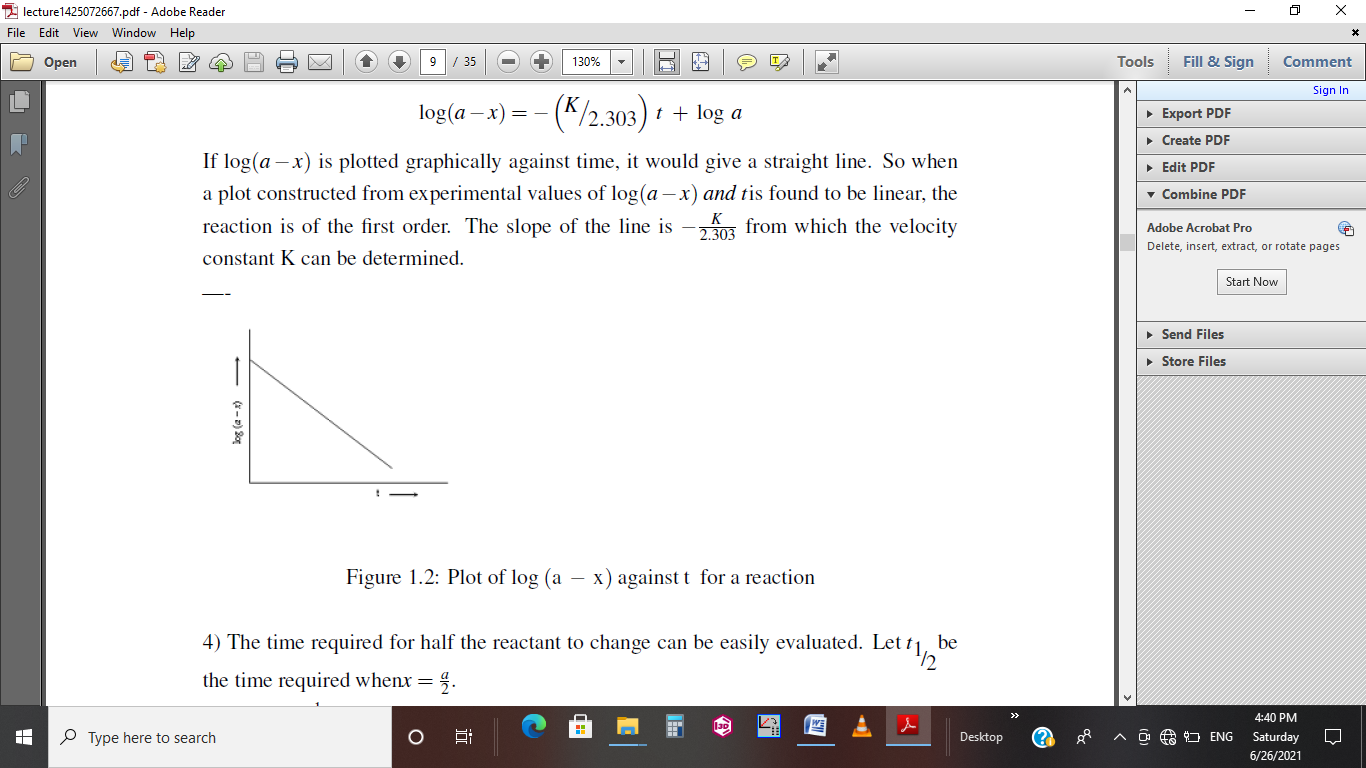 lecture1425072667.pdf - Adobe Reader
File Edit View Window Help
Open 9 / 35 130% Tools Fill & Sign Comment
Sign In
Export PDF
Create PDF
Edit PDF
Combine PDF
Adobe Acrobat Pro
Delete, insert, extract, or rotate pages
Start Now
Send Files
Store Files
log(a−x) = −(K/2.303) t + log a
If log(a−x) is plotted graphically against time, it would give a straight line. So when
a plot constructed from experimental values of log(a−x) and tis found to be linear, the
reaction is of the first order. The slope of the line is −K/2.303 from which the velocity
constant K can be determined.
—-
log (a − x)
t
Figure 1.2: Plot of log (a − x) against t for a reaction
4) The time required for half the reactant to change can be easily evaluated. Let t1/2 be
the time required whenx = a/2.
Type here to search
Desktop
ENG
4:40 PM
Saturday
6/26/2021